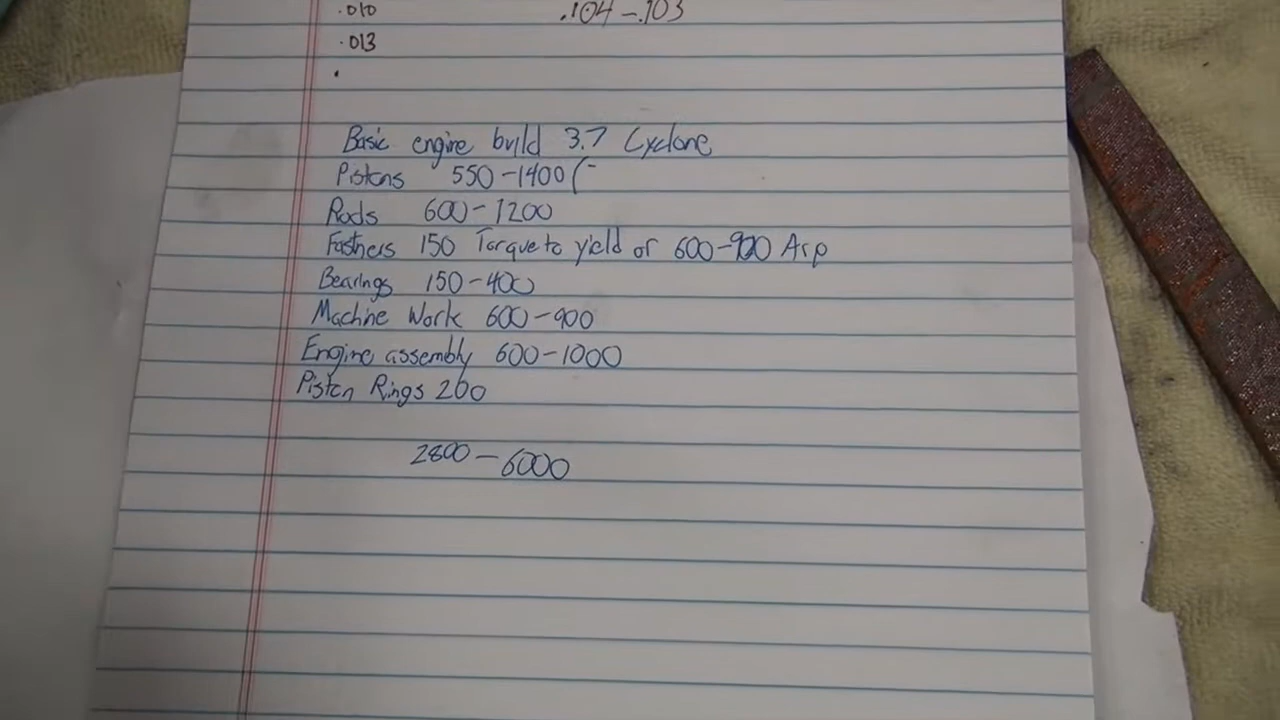 .010 .104-.103
.013
.
Basic engine build 3.7 Cyclone
Pistons 550-1400 (-
Rods 600-1200
Fastners 150 Torque to yield or 600-900 Arp
Bearings 150-400
Machine Work 600-900
Engine assembly 600-1000
Piston Rings 200
2800-6000